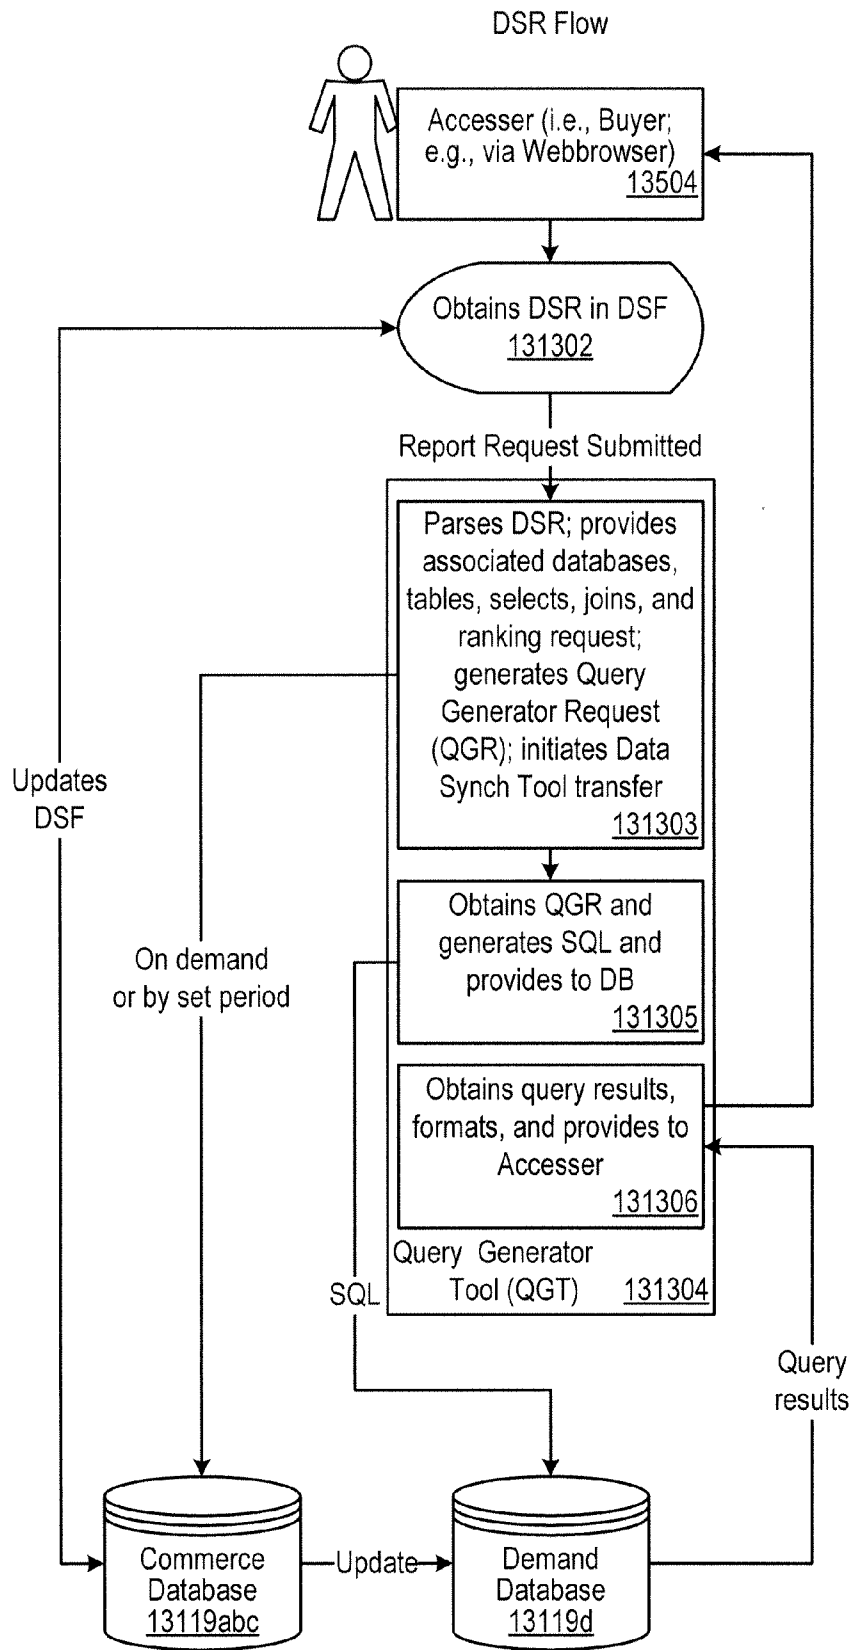 DSR Flow
Accesser (i.e., Buyer;
e.g., via Webbrowser)
13504
Obtains DSR in DSF
131302
Report Request Submitted
Parses DSR; provides
associated databases,
tables, selects, joins, and
ranking request;
generates Query
Generator Request
(QGR); initiates Data
Synch Tool transfer
131303
Updates
DSF
On demand
or by set period
Obtains QGR and
generates SQL and
provides to DB
131305
Obtains query results,
formats, and provides to
Accesser
131306
Query Generator
Tool (QGT)
131304
SQL
Query
results
Commerce
Database
13119abc
Update
Demand
Database
13119d